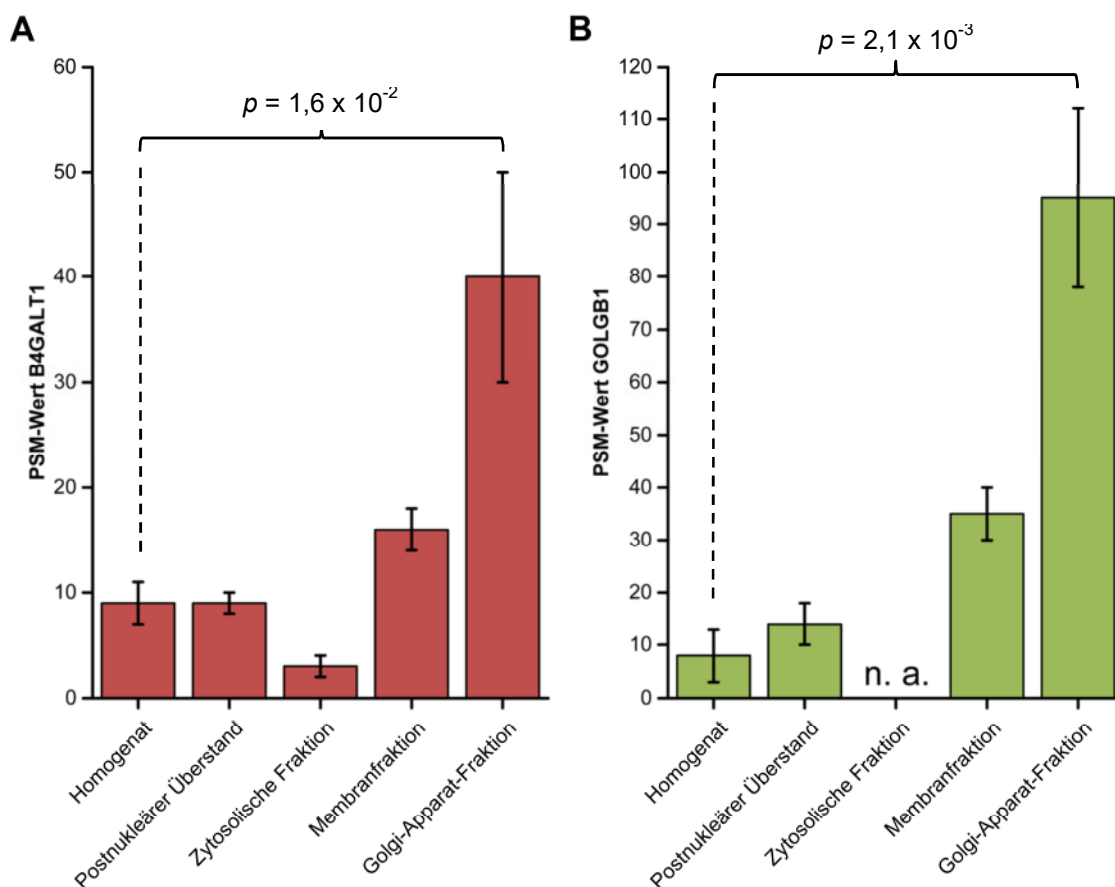 A
p = 1,6 x 10⁻²
PSM-Wert B4GALT1
60
50
40
30
20
10
0
Homogenat
Postnukleärer Überstand
Zytosolische Fraktion
Membranfraktion
Golgi-Apparat-Fraktion
B
p = 2,1 x 10⁻³
PSM-Wert GOLGB1
120
110
100
90
80
70
60
50
40
30
20
10
0
n. a.
Homogenat
Postnukleärer Überstand
Zytosolische Fraktion
Membranfraktion
Golgi-Apparat-Fraktion